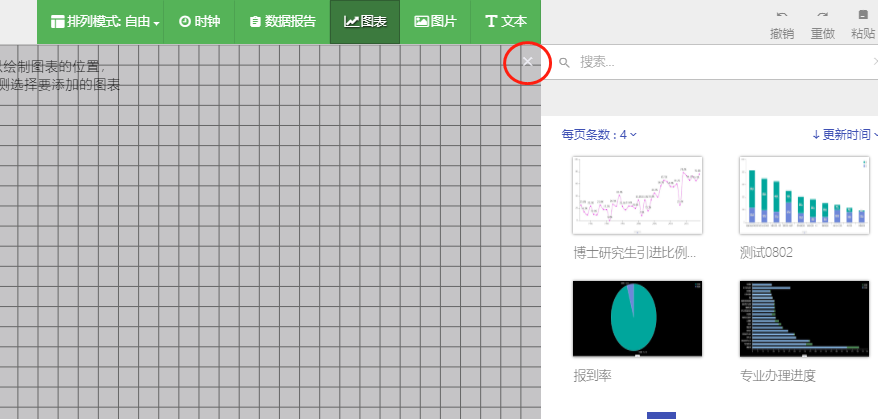 排列模式: 自由
时钟
数据报告
图表
图片
文本
撤销
重做
粘贴
以绘制图表的位置，
侧选择要添加的图表
搜索...
每页条数 : 4
更新时间
博士研究生引进比例...
测试0802
报到率
专业办理进度